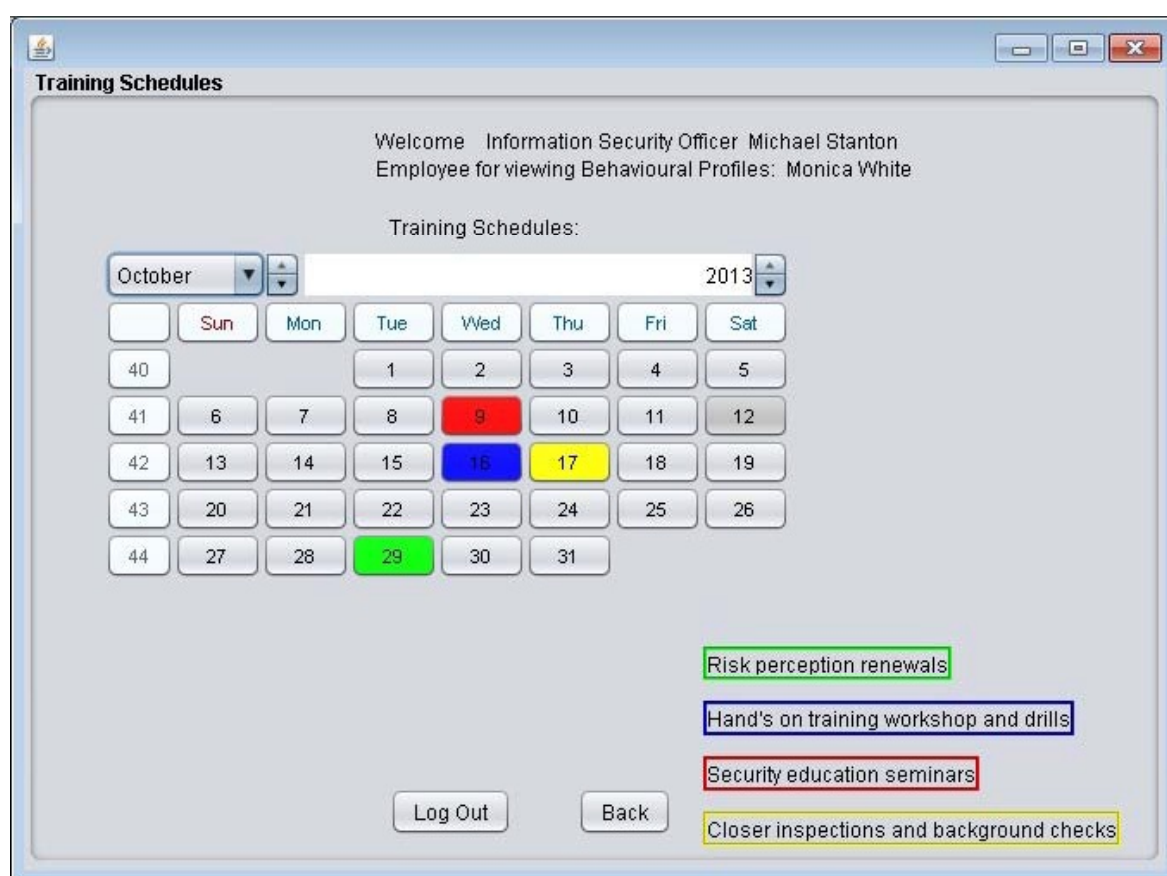 Training Schedules
Welcome Information Security Officer Michael Stanton
Employee for viewing Behavioural Profiles: Monica White
Training Schedules:
October 2013
Sun Mon Tue Wed Thu Fri Sat
40 1 2 3 4 5
41 6 7 8 9 10 11 12
42 13 14 15 16 17 18 19
43 20 21 22 23 24 25 26
44 27 28 29 30 31
Risk perception renewals
Hand's on training workshop and drills
Security education seminars
Log Out Back
Closer inspections and background checks